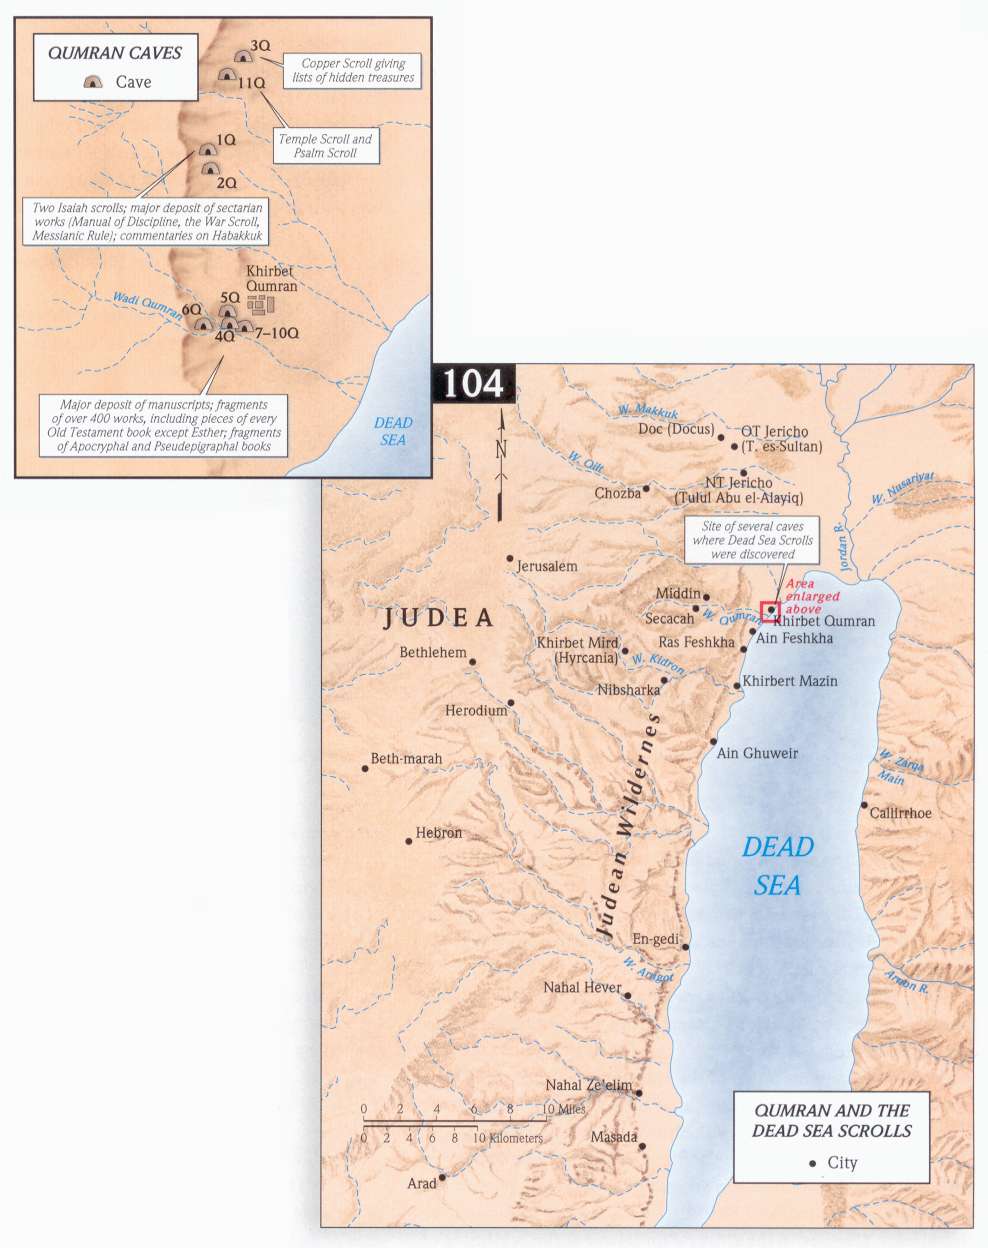 QUMRAN CAVES
Cave
3Q
Copper Scroll giving
lists of hidden treasures
11Q
Temple Scroll and
Psalm Scroll
1Q
2Q
Two Isaiah scrolls; major deposit of sectarian
works (Manual of Discipline, the War Scroll,
Messianic Rule); commentaries on Habakkuk
Khirbet
Qumran
Wadi Qumran
6Q
5Q
4Q
7–10Q
Major deposit of manuscripts; fragments
of over 400 works, including pieces of every
Old Testament book except Esther; fragments
of Apocryphal and Pseudepigraphal books
DEAD
SEA
104
N
W. Makkuk
Doc (Docus)
OT Jericho
(T. es-Sultan)
W. Qilt
NT Jericho
(Tulul Abu el-Alayiq)
Chozba
W. Nusariyat
Jordan R.
Site of several caves
where Dead Sea Scrolls
were discovered
Jerusalem
Area
enlarged
above
Middin
Secacah
W. Qumran
Khirbet Qumran
JUDEA
Ain Feshkha
Ras Feshkha
Khirbet Mird
(Hyrcania)
W. Kidron
Bethlehem
Nibsharka
Khirbert Mazin
Herodium
Judean Wildernes
Ain Ghuweir
Beth-marah
W. Zarqa
Main
Callirrhoe
Hebron
DEAD
SEA
En-gedi
W. Arugot
Arnon R.
Nahal Hever
Nahal Ze'elim
0 2 4 6 8 10 Miles
0 2 4 6 8 10 Kilometers
Masada
Arad
QUMRAN AND THE
DEAD SEA SCROLLS
City